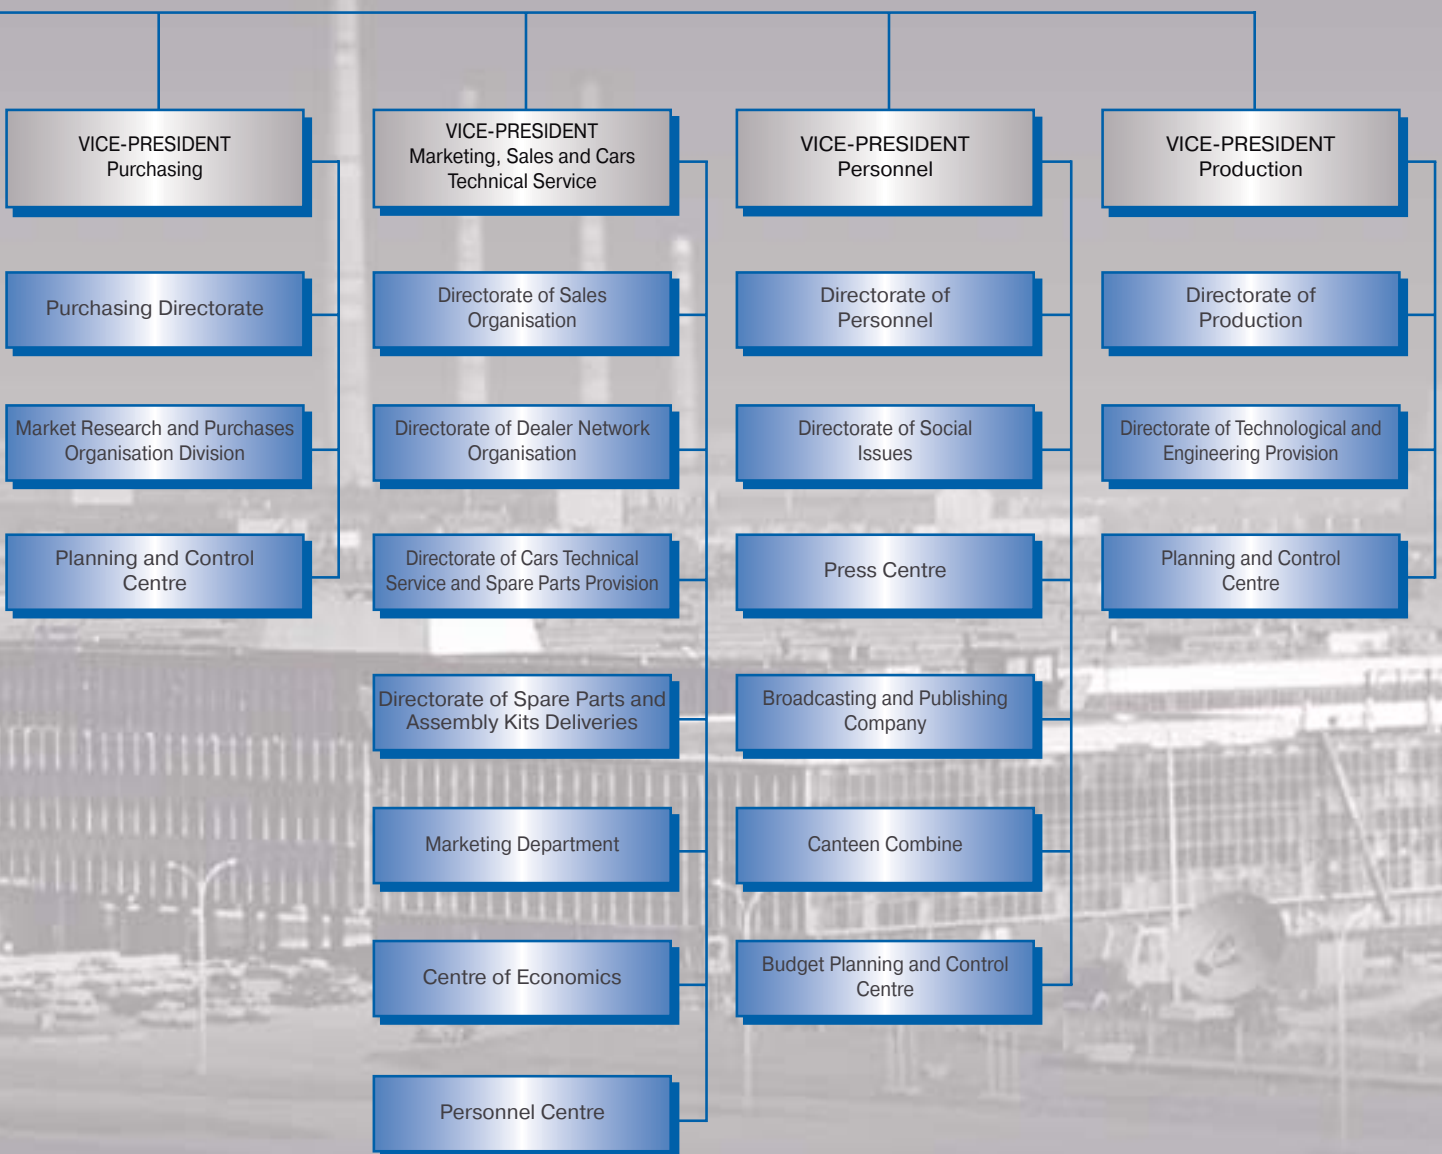 VICE-PRESIDENT
Purchasing
Purchasing Directorate
Market Research and Purchases
Organisation Division
Planning and Control
Centre
VICE-PRESIDENT
Marketing, Sales and Cars
Technical Service
Directorate of Sales
Organisation
Directorate of Dealer Network
Organisation
Directorate of Cars Technical
Service and Spare Parts Provision
Directorate of Spare Parts and
Assembly Kits Deliveries
Marketing Department
Centre of Economics
Personnel Centre
VICE-PRESIDENT
Personnel
Directorate of
Personnel
Directorate of Social
Issues
Press Centre
Broadcasting and Publishing
Company
Canteen Combine
Budget Planning and Control
Centre
VICE-PRESIDENT
Production
Directorate of
Production
Directorate of Technological and
Engineering Provision
Planning and Control
Centre